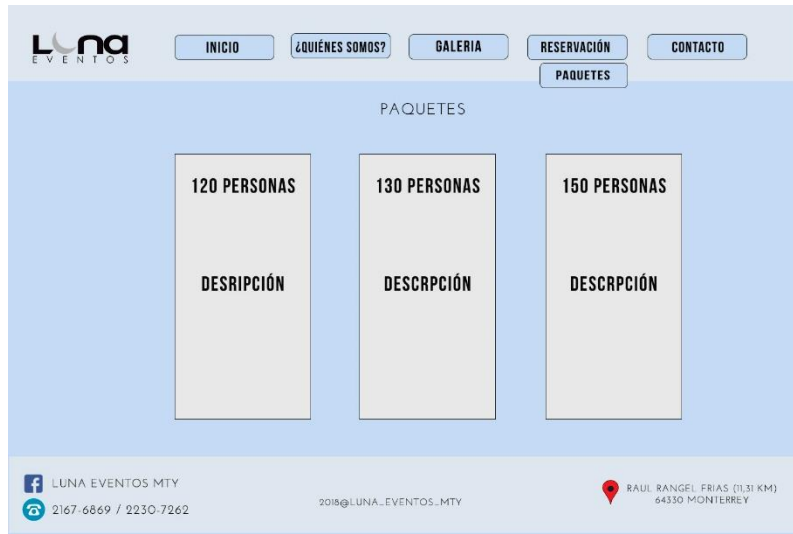 Luna
EVENTOS
INICIO
¿QUIÉNES SOMOS?
GALERIA
RESERVACIÓN
CONTACTO
PAQUETES
PAQUETES
120 PERSONAS
130 PERSONAS
150 PERSONAS
DESRIPCIÓN
DESCRPCIÓN
DESCRPCIÓN
LUNA EVENTOS MTY
2167-6869 / 2230-7262
2018@LUNA_EVENTOS_MTY
RAUL RANGEL FRIAS (11,31 KM)
64330 MONTERREY